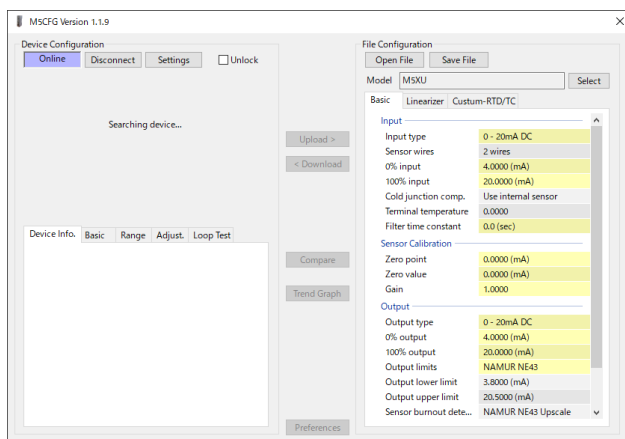 M5CFG Version 1.1.9
Device Configuration
Online Disconnect Settings Unlock
Searching device...
Device Info. Basic Range Adjust. Loop Test
Upload >
< Download
Compare
Trend Graph
Preferences
File Configuration
Open File Save File
Model M5XU Select
Basic Linearizer Custum-RTD/TC
Input
Input type 0 - 20mA DC
Sensor wires 2 wires
0% input 4.0000 (mA)
100% input 20.0000 (mA)
Cold junction comp. Use internal sensor
Terminal temperature 0.0000
Filter time constant 0.0 (sec)
Sensor Calibration
Zero point 0.0000 (mA)
Zero value 0.0000 (mA)
Gain 1.0000
Output
Output type 0 - 20mA DC
0% output 4.0000 (mA)
100% output 20.0000 (mA)
Output limits NAMUR NE43
Output lower limit 3.8000 (mA)
Output upper limit 20.5000 (mA)
Sensor burnout dete... NAMUR NE43 Upscale